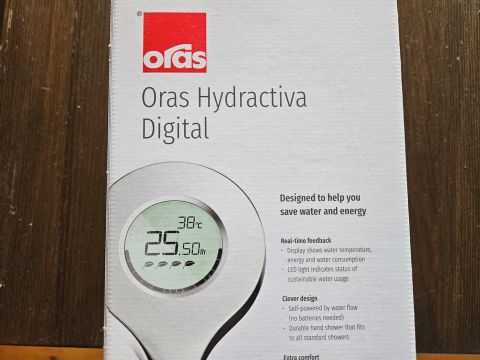 ®
oras
Oras Hydractiva
Digital
38°C
25.50 ltr
Designed to help you
save water and energy
Real-time feedback
- Display shows water temperature,
energy and water consumption
- LED light indicates status of
sustainable water usage
Clever design
- Self-powered by water flow
(no batteries needed)
- Durable hand shower that fits
to all standard showers
Extra comfort